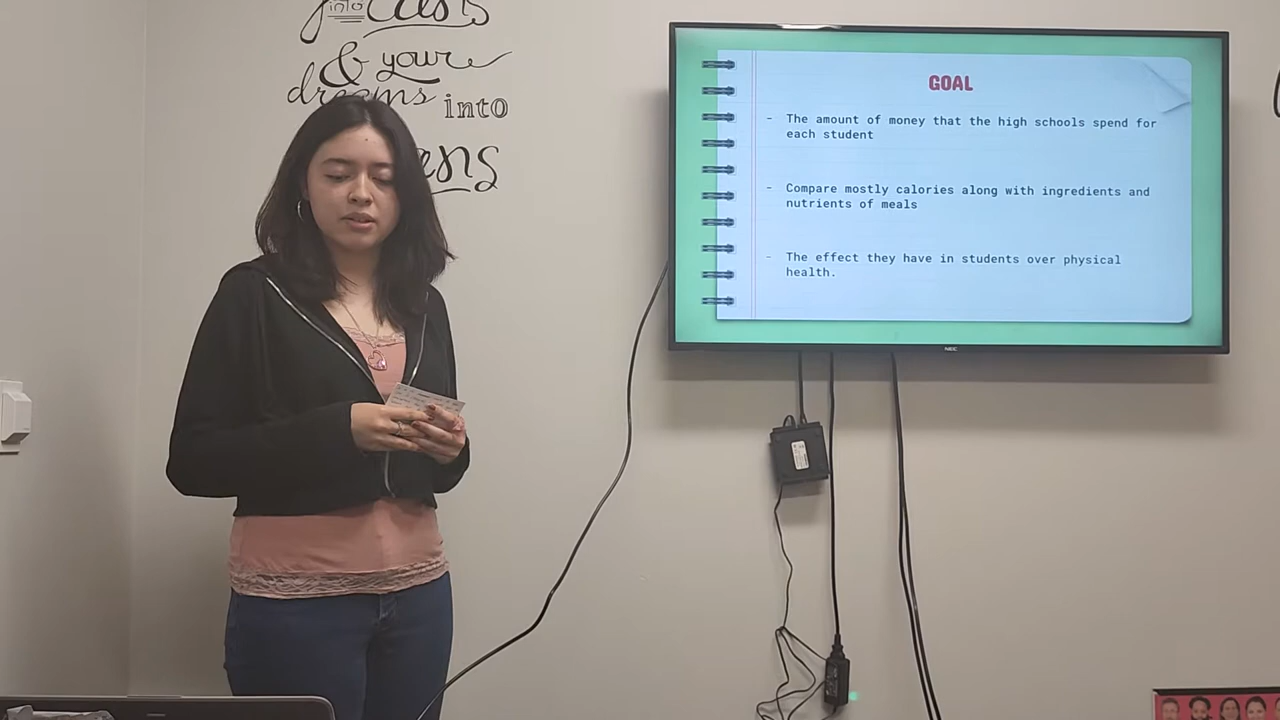 into
& your
dreams into
GOAL
- The amount of money that the high schools spend for
each student
- Compare mostly calories along with ingredients and
nutrients of meals
- The effect they have in students over physical
health.
NEC